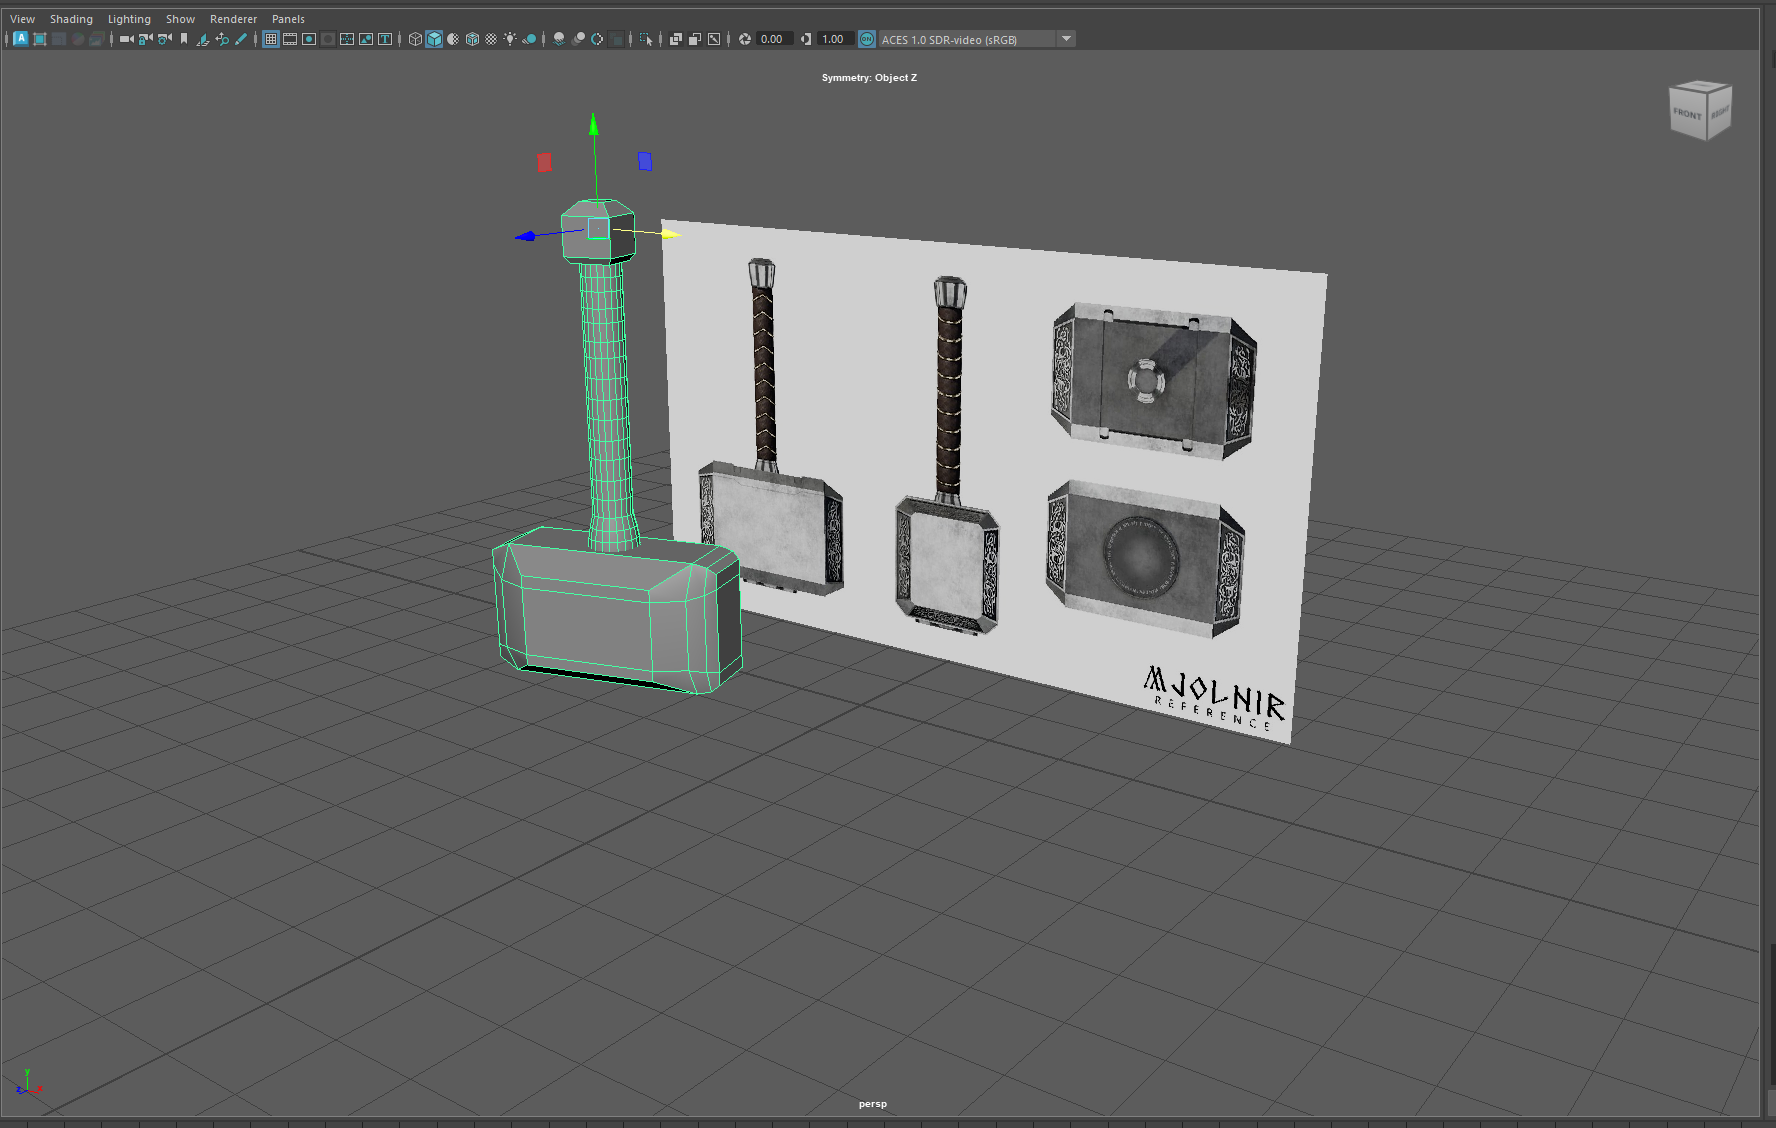 View Shading Lighting Show Renderer Panels
A T 0.00 1.00 ON ACES 1.0 SDR-video (sRGB)
Symmetry: Object Z
FRONT RIGHT
MJOLNIR
REFERENCE
y
z x
persp